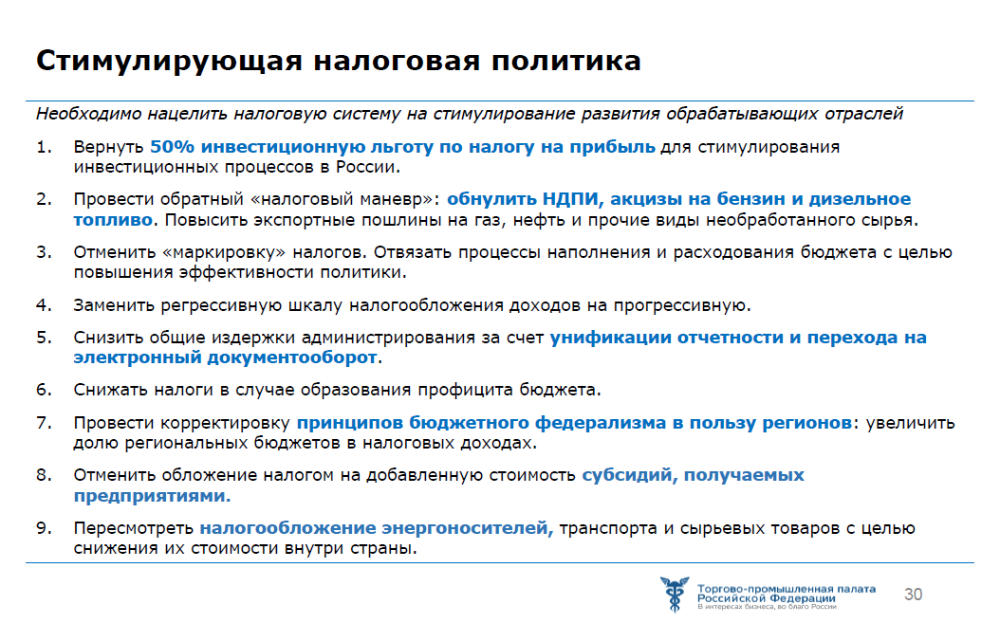 Стимулирующая налоговая политика
Необходимо нацелить налоговую систему на стимулирование развития обрабатывающих отраслей
1. Вернуть 50% инвестиционную льготу по налогу на прибыль для стимулирования
инвестиционных процессов в России.
2. Провести обратный «налоговый маневр»: обнулить НДПИ, акцизы на бензин и дизельное
топливо. Повысить экспортные пошлины на газ, нефть и прочие виды необработанного сырья.
3. Отменить «маркировку» налогов. Отвязать процессы наполнения и расходования бюджета с целью
повышения эффективности политики.
4. Заменить регрессивную шкалу налогообложения доходов на прогрессивную.
5. Снизить общие издержки администрирования за счет унификации отчетности и перехода на
электронный документооборот.
6. Снижать налоги в случае образования профицита бюджета.
7. Провести корректировку принципов бюджетного федерализма в пользу регионов: увеличить
долю региональных бюджетов в налоговых доходах.
8. Отменить обложение налогом на добавленную стоимость субсидий, получаемых
предприятиями.
9. Пересмотреть налогообложение энергоносителей, транспорта и сырьевых товаров с целью
снижения их стоимости внутри страны.
Торгово-промышленная палата
Российской Федерации
В интересах бизнеса, во благо России
30